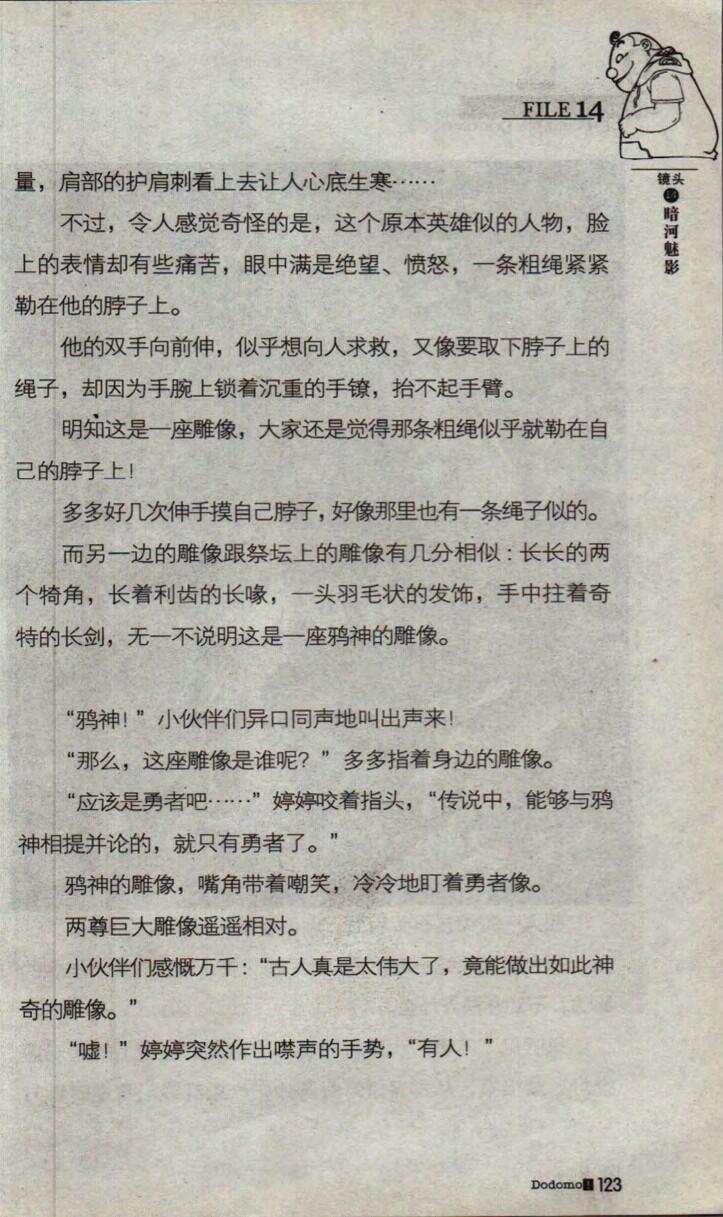 FILE 14
镜头
14
暗河魅影
量，肩部的护肩刺看上去让人心底生寒……
不过，令人感觉奇怪的是，这个原本英雄似的人物，脸
上的表情却有些痛苦，眼中满是绝望、愤怒，一条粗绳紧紧
勒在他的脖子上。
他的双手向前伸，似乎想向人求救，又像要取下脖子上的
绳子，却因为手腕上锁着沉重的手镣，抬不起手臂。
明知这是一座雕像，大家还是觉得那条粗绳似乎就勒在自
己的脖子上！
多多好几次伸手摸自己脖子，好像那里也有一条绳子似的。
而另一边的雕像跟祭坛上的雕像有几分相似：长长的两
个犄角，长着利齿的长喙，一头羽毛状的发饰，手中拄着奇
特的长剑，无一不说明这是一座鸦神的雕像。
“鸦神！”小伙伴们异口同声地叫出声来！
“那么，这座雕像是谁呢？”多多指着身边的雕像。
“应该是勇者吧……”婷婷咬着指头，“传说中，能够与鸦
神相提并论的，就只有勇者了。”
鸦神的雕像，嘴角带着嘲笑，冷冷地盯着勇者像。
两尊巨大雕像遥遥相对。
小伙伴们感慨万千：“古人真是太伟大了，竟能做出如此神
奇的雕像。”
“嘘！”婷婷突然作出噤声的手势，“有人！”
Dodomo 1 123